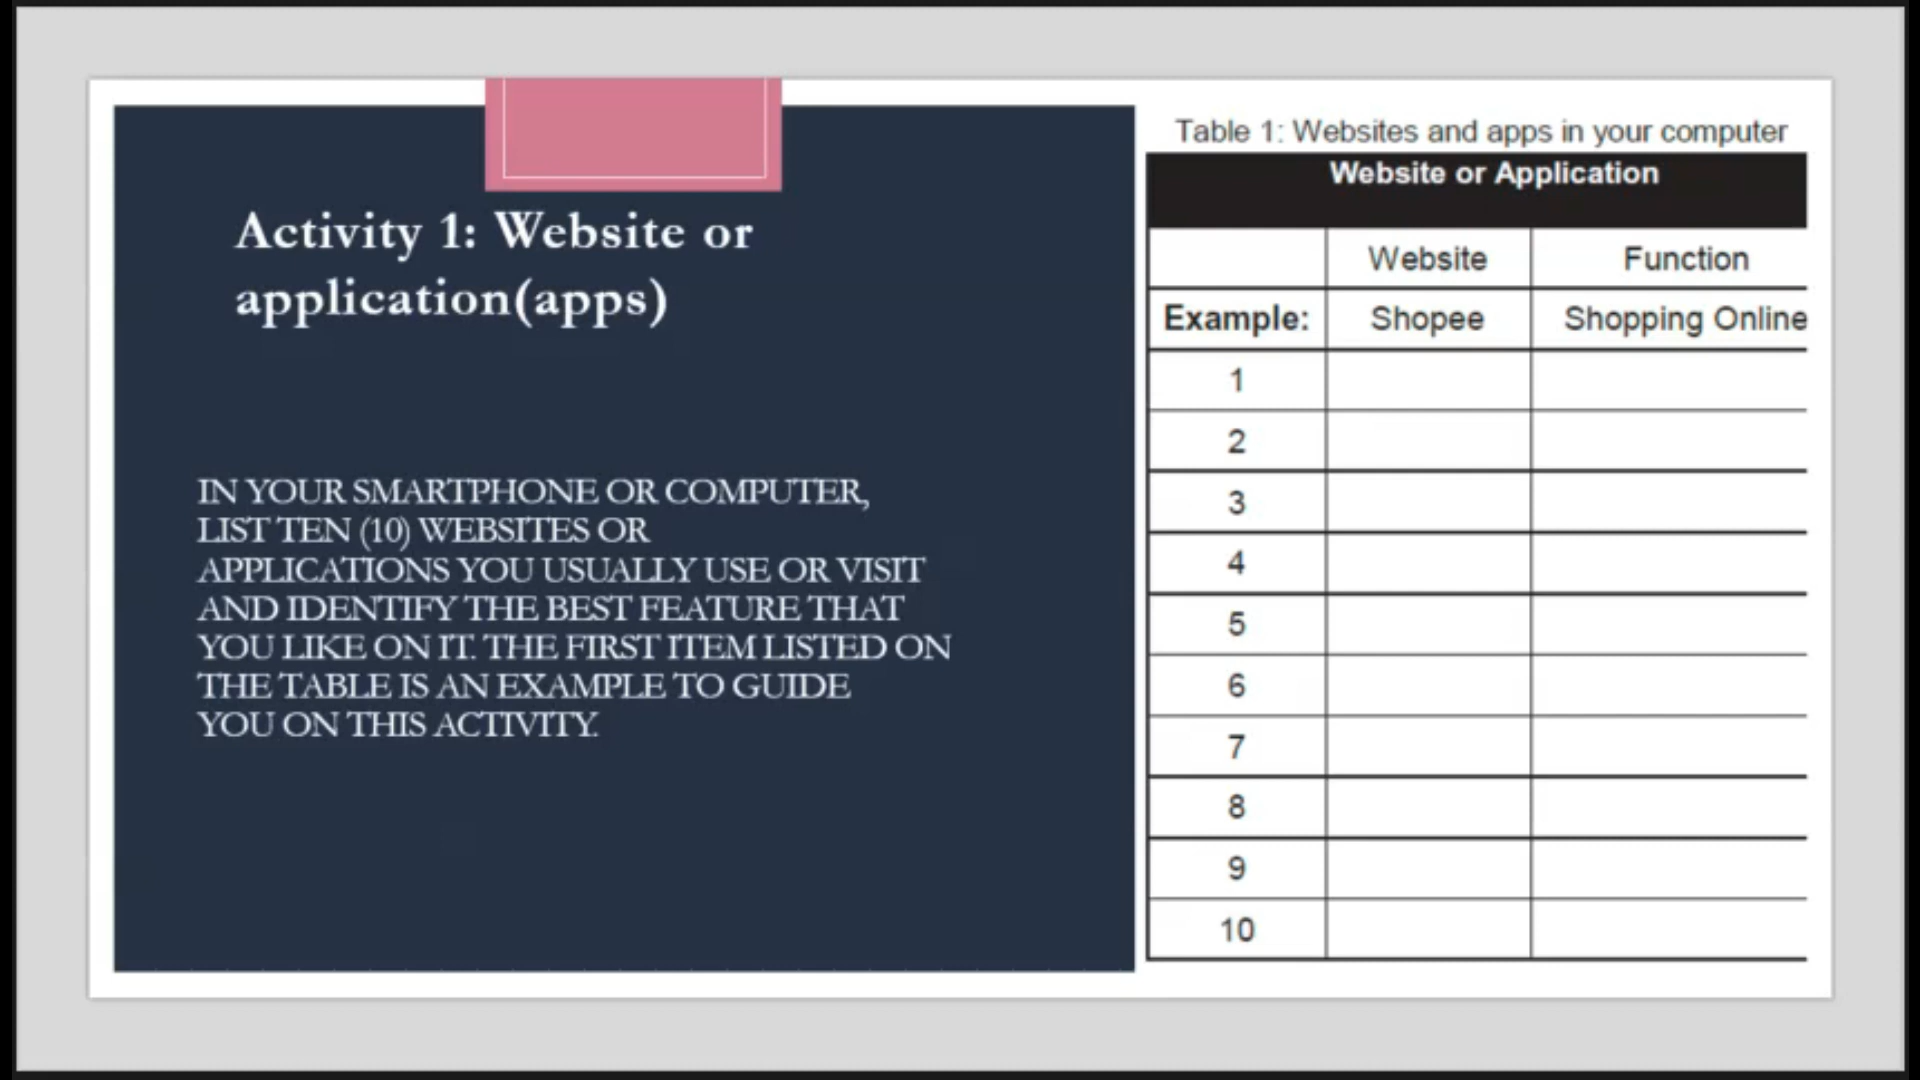 Activity 1: Website or
application(apps)
IN YOUR SMARTPHONE OR COMPUTER,
LIST TEN (10) WEBSITES OR
APPLICATIONS YOU USUALLY USE OR VISIT
AND IDENTIFY THE BEST FEATURE THAT
YOU LIKE ON IT. THE FIRST ITEM LISTED ON
THE TABLE IS AN EXAMPLE TO GUIDE
YOU ON THIS ACTIVITY.
Table 1: Websites and apps in your computer
Website or Application
Website Function
Example: Shopee Shopping Online
1
2
3
4
5
6
7
8
9
10